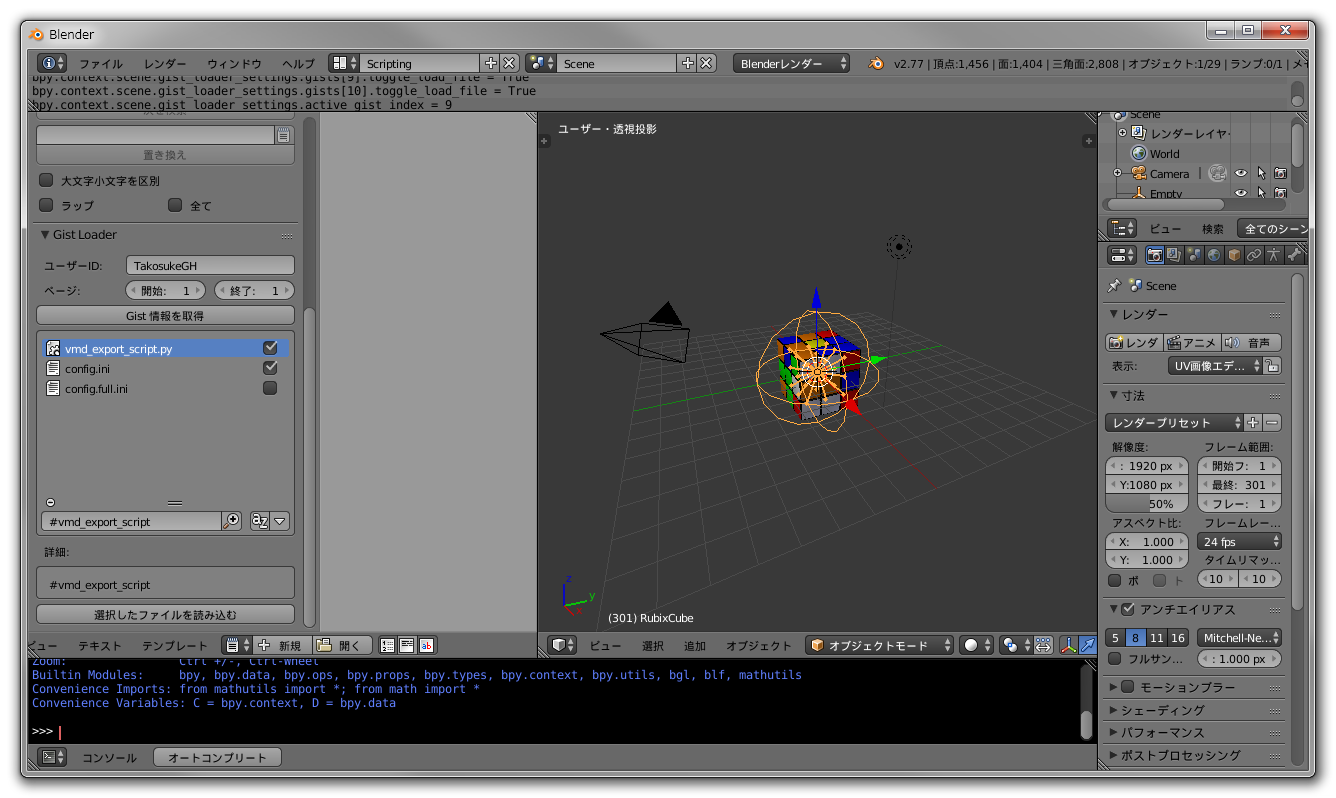 Blender
ファイル レンダー ウィンドウ ヘルプ Scripting Scene Blenderレンダー v2.77 | 頂点:1,456 | 面:1,404 | 三角面:2,808 | オブジェクト:1/29 | ランプ:0/1 | メモ
bpy.context.scene.gist_loader_settings.gists[9].toggle_load_file = True
bpy.context.scene.gist_loader_settings.gists[10].toggle_load_file = True
bpy.context.scene.gist_loader_settings.active_gist_index = 9
置き換え
大文字小文字を区別
ラップ 全て
Gist Loader
ユーザーID: TakosukeGH
ページ: 開始: 1 終了: 1
Gist 情報を取得
vmd_export_script.py
config.ini
config.full.ini
#vmd_export_script
詳細:
#vmd_export_script
選択したファイルを読み込む
ビュー テキスト テンプレート 新規 開く
ユーザー・透視投影
z
y
(301) RubixCube
ビュー 選択 追加 オブジェクト オブジェクトモード
Zoom: Ctrl +/-, Ctrl-Wheel
Builtin Modules: bpy, bpy.data, bpy.ops, bpy.props, bpy.types, bpy.context, bpy.utils, bgl, blf, mathutils
Convenience Imports: from mathutils import *; from math import *
Convenience Variables: C = bpy.context, D = bpy.data
>>>
コンソール オートコンプリート
Scene
レンダーレイヤ
World
Camera
Empty
ビュー 検索 全てのシーン
Scene
レンダー
レンダ アニメ 音声
表示: UV画像エデ...
寸法
レンダープリセット
解像度: フレーム範囲:
: 1920 px 開始フ: 1
Y:1080 px 最終: 301
50% フレー: 1
アスペクト比: フレームレー...
X: 1.000 24 fps
Y: 1.000 タイムリマッ...
ボ ト 10 10
アンチエイリアス
5 8 11 16 Mitchell-Ne...
フルサン... : 1.000 px
モーションブラー
シェーディング
パフォーマンス
ポストプロセッシング